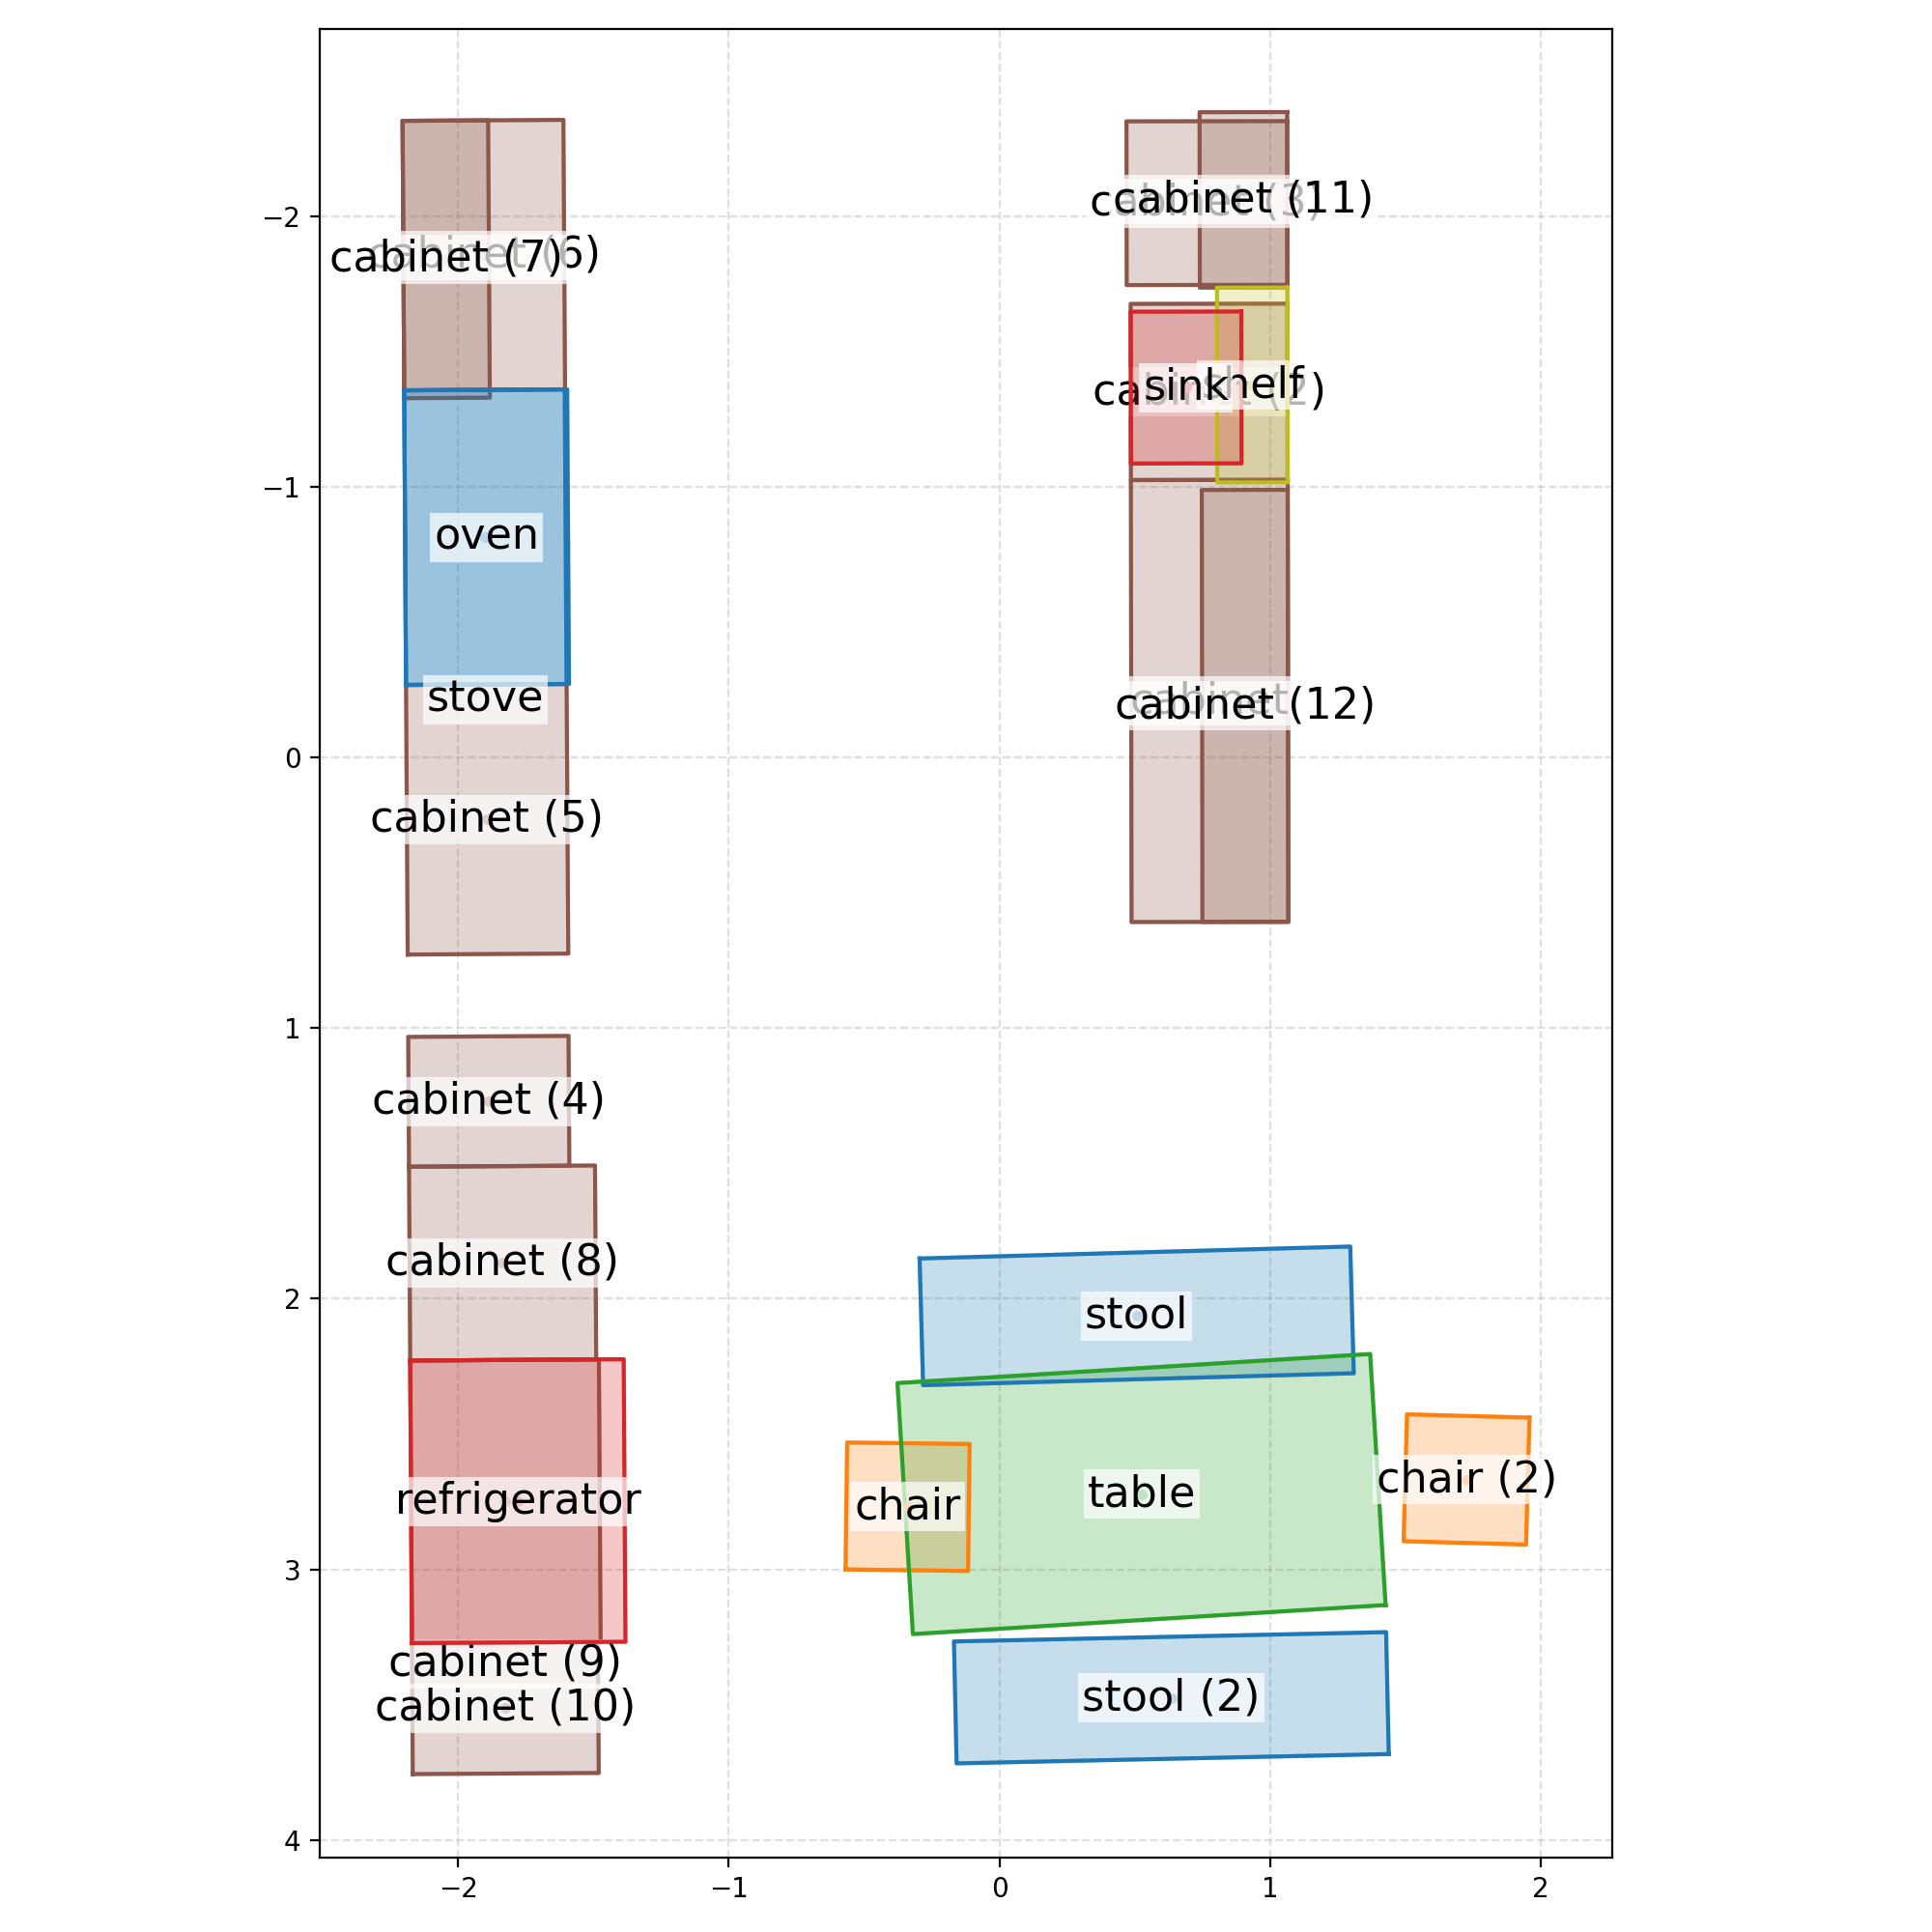 −2
−1
0
1
2
3
4
−2
−1
0
1
2
cabinet (11)
cabinet (3)
cabinet (7)
cabinet (6)
sink
shelf
cabinet (2)
oven
stove
cabinet
cabinet (12)
cabinet (5)
cabinet (4)
cabinet (8)
stool
chair (2)
table
refrigerator
chair
cabinet (9)
stool (2)
cabinet (10)